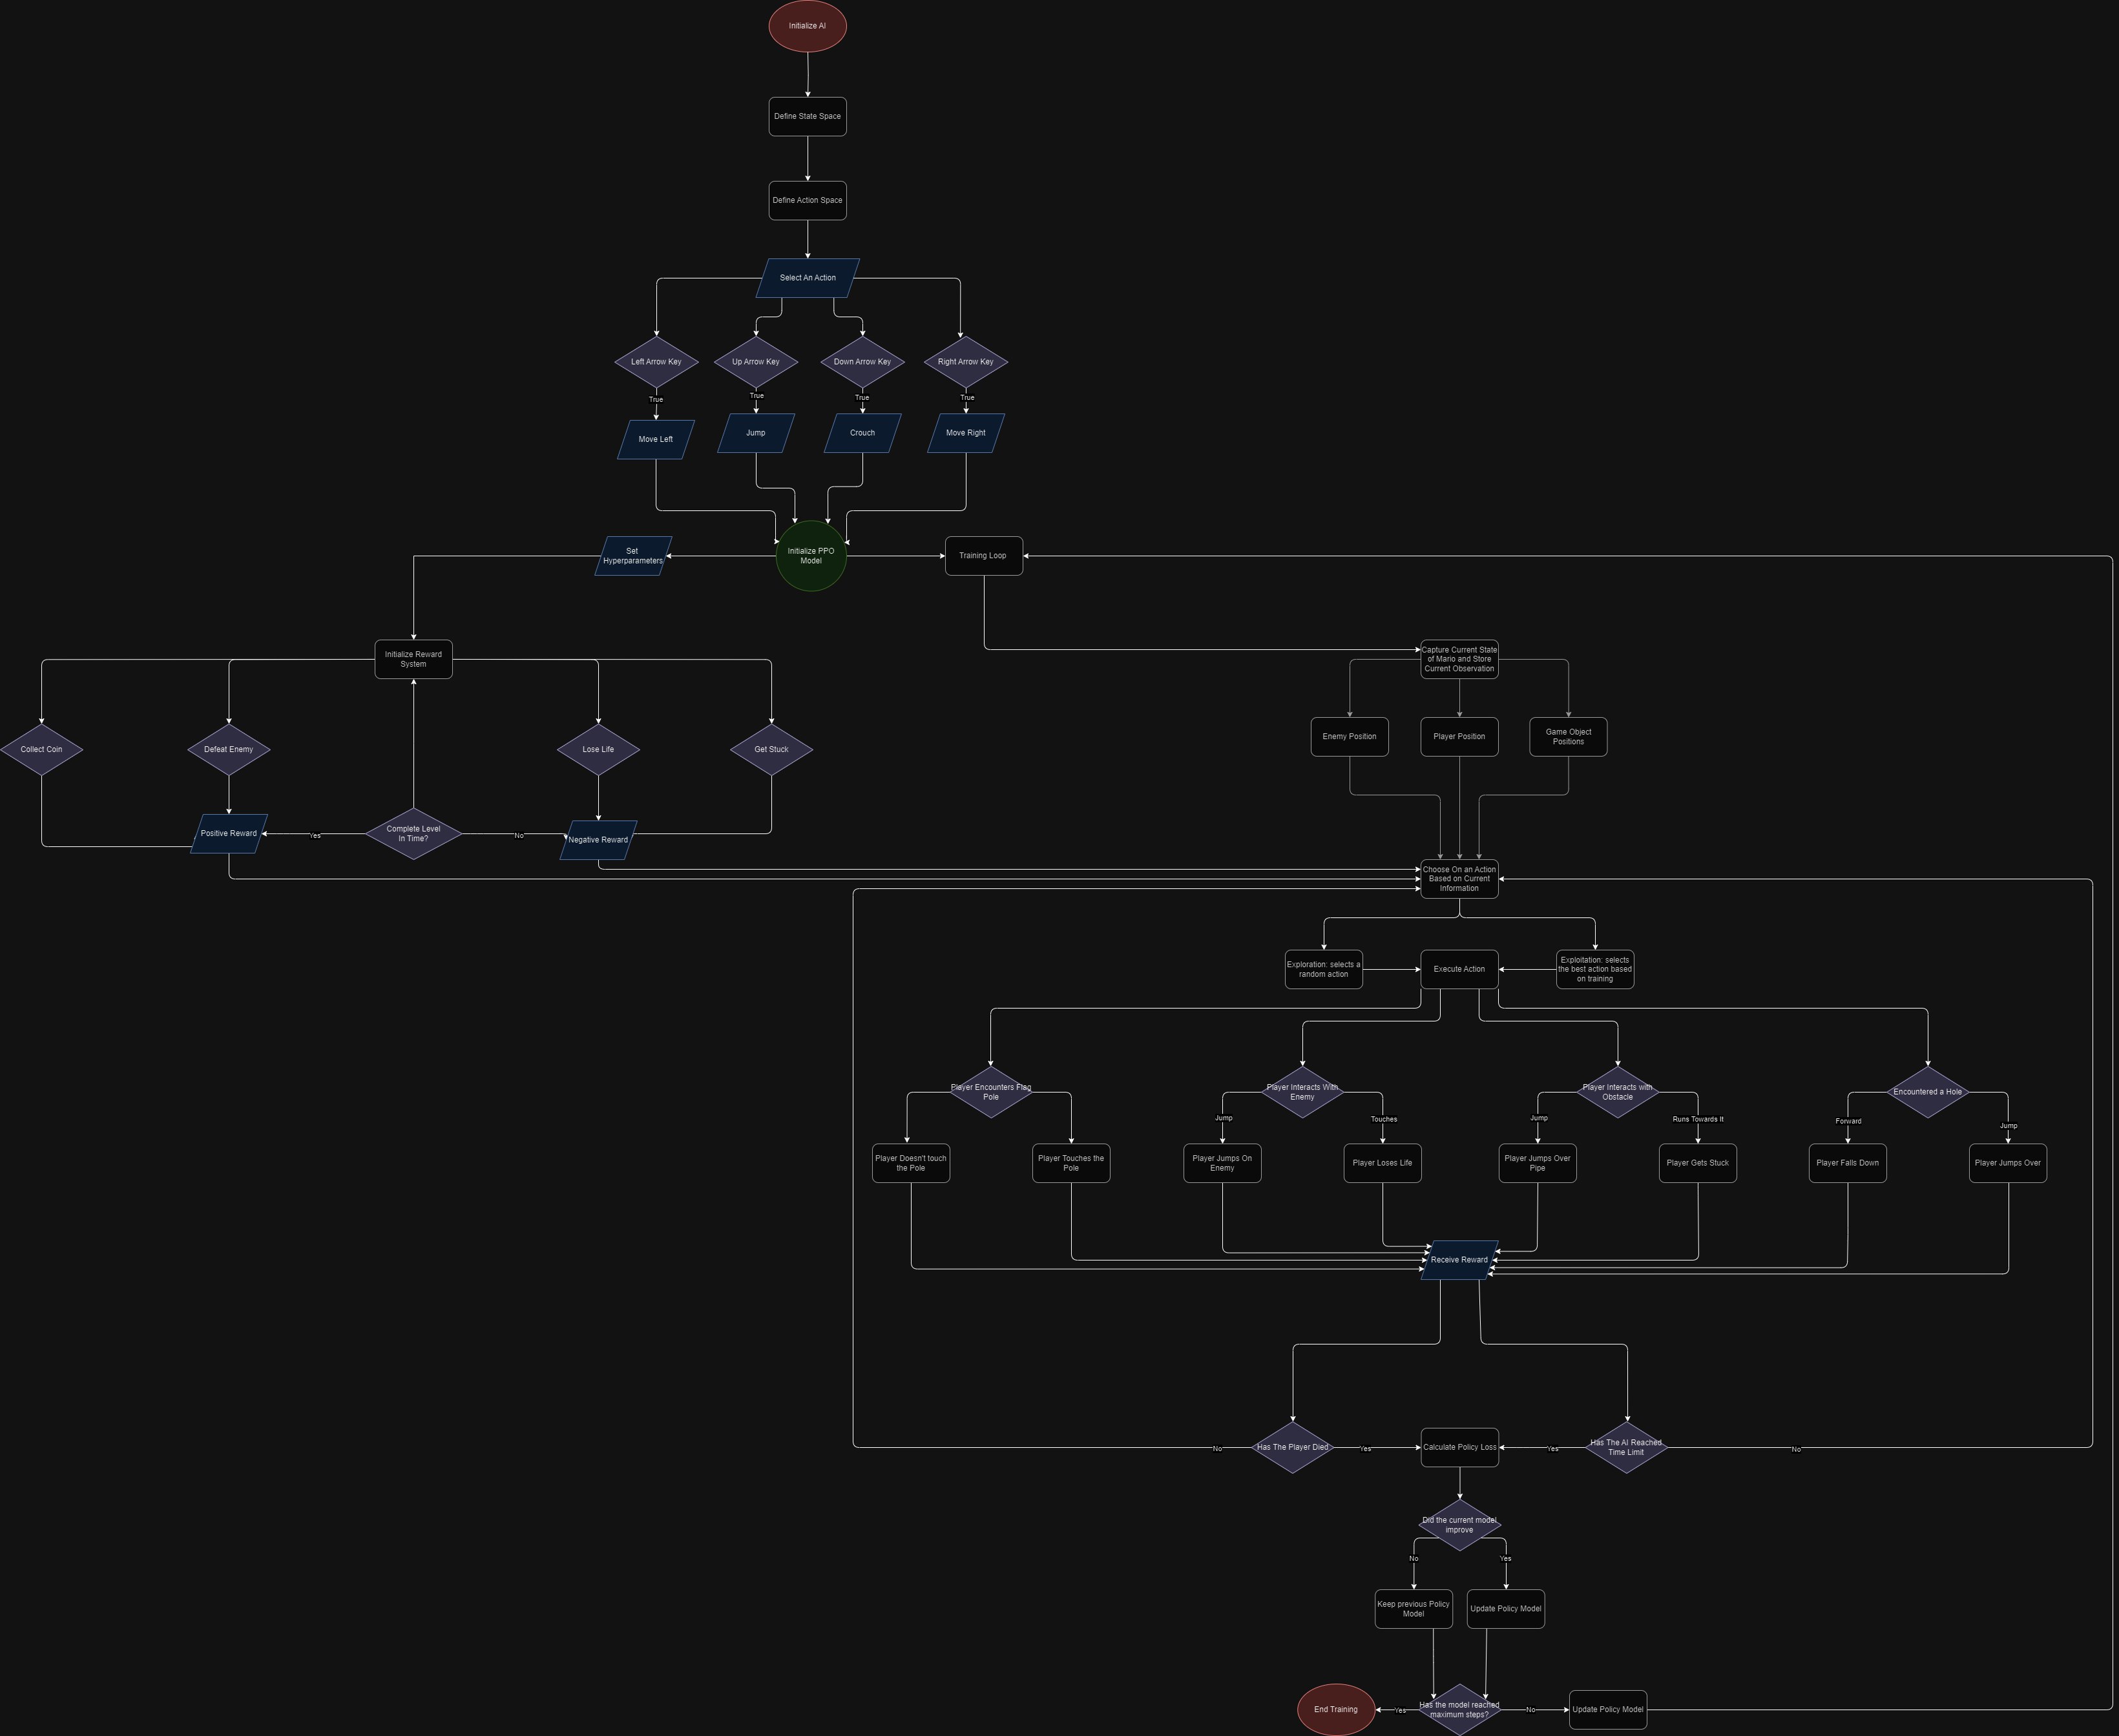 Initialize AI
Define State Space
Define Action Space
Select An Action
Left Arrow Key
Up Arrow Key
Down Arrow Key
Right Arrow Key
True
True
True
True
Move Left
Jump
Crouch
Move Right
Set
Hyperparameters
Initialize PPO
Model
Training Loop
Initialize Reward
System
Capture Current State
of Mario and Store
Current Observation
Collect Coin
Defeat Enemy
Lose Life
Get Stuck
Enemy Position
Player Position
Game Object
Positions
Positive Reward
Yes
Complete Level
In Time?
No
Negative Reward
Choose On an Action
Based on Current
Information
Exploration: selects a
random action
Execute Action
Exploitation: selects
the best action based
on training
Player Encounters Flag
Pole
Player Interacts With
Enemy
Player Interacts with
Obstacle
Encountered a Hole
Jump
Touches
Jump
Runs Towards It
Forward
Jump
Player Doesn't touch
the Pole
Player Touches the
Pole
Player Jumps On
Enemy
Player Loses Life
Player Jumps Over
Pipe
Player Gets Stuck
Player Falls Down
Player Jumps Over
Receive Reward
No
Has The Player Died
Yes
Calculate Policy Loss
Yes
Has The AI Reached
Time Limit
No
Did the current model
improve
No
Yes
Keep previous Policy
Model
Update Policy Model
End Training
Yes
Has the model reached
maximum steps?
No
Update Policy Model